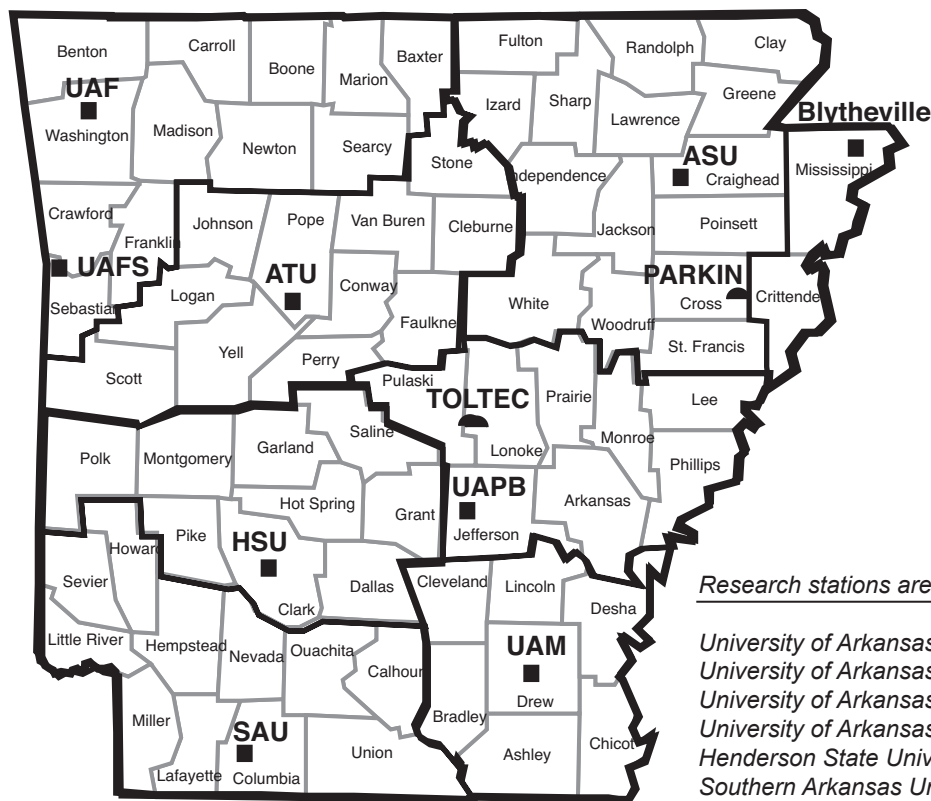 Benton
Carroll
Boone
Marion
Baxter
Fulton
Randolph
Clay
UAF
Washington
Madison
Newton
Searcy
Izard
Sharp
Lawrence
Greene
Blytheville
Stone
Independence
ASU
Craighead
Mississippi
Crawford
Franklin
Johnson
Pope
Van Buren
Cleburne
Jackson
Poinsett
UAFS
Sebastian
Logan
ATU
Conway
Faulkne
White
Woodruff
PARKIN
Cross
Crittende
Scott
Yell
Perry
Pulaski
St. Francis
TOLTEC
Prairie
Lee
Polk
Montgomery
Garland
Saline
Lonoke
Monroe
Phillips
Hot Spring
Grant
UAPB
Jefferson
Arkansas
Sevier
Howard
Pike
HSU
Clark
Dallas
Cleveland
Lincoln
Desha
Little River
Hempstead
Nevada
Ouachita
Calhoun
UAM
Drew
Bradley
Miller
Lafayette
SAU
Columbia
Union
Ashley
Chicot
Research stations are
University of Arkansas
University of Arkansas
University of Arkansas
University of Arkansas
Henderson State Univ
Southern Arkansas Un